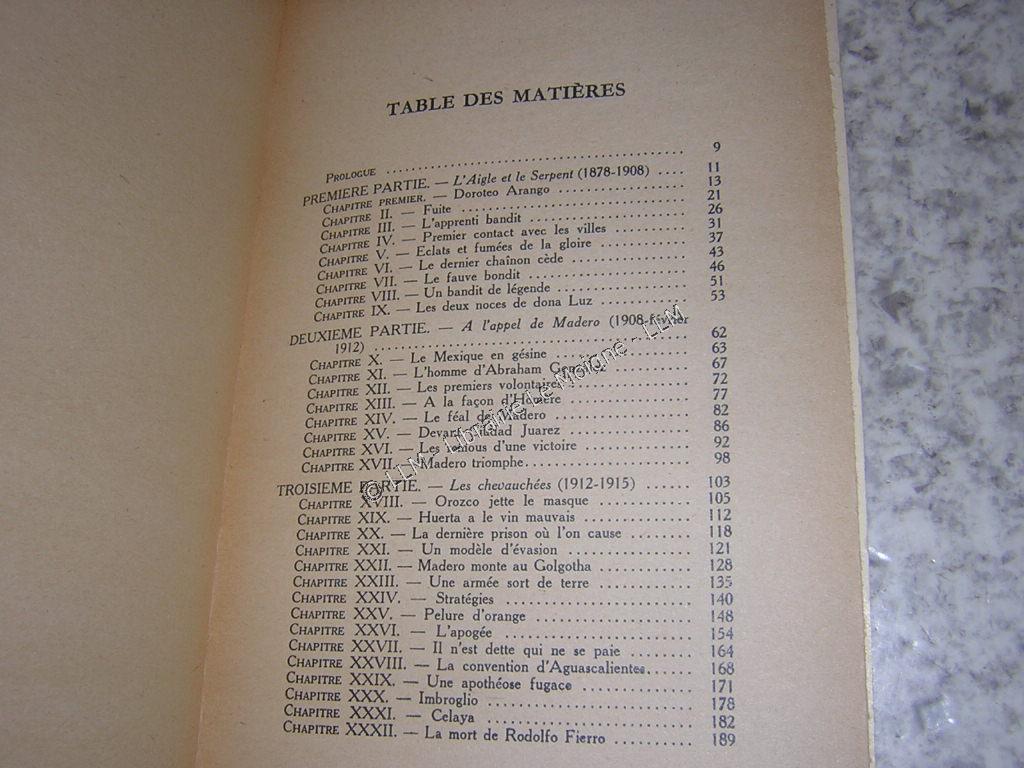 TABLE DES MATIÈRES
PROLOGUE .......... 9
PREMIERE PARTIE. — L'Aigle et le Serpent (1878-1908) .... 11
CHAPITRE PREMIER. — Doroteo Arango .......... 13
CHAPITRE II. — Fuite .......... 21
CHAPITRE III. — L'apprenti bandit .......... 26
CHAPITRE IV. — Premier contact avec les villes .......... 31
CHAPITRE V. — Eclats et fumées de la gloire .......... 37
CHAPITRE VI. — Le dernier chaînon cède .......... 43
CHAPITRE VII. — Le fauve bondit .......... 46
CHAPITRE VIII. — Un bandit de légende .......... 51
CHAPITRE IX. — Les deux noces de dona Luz .......... 53
DEUXIEME PARTIE. — A l'appel de Madero (1908-février
1912) .......... 62
CHAPITRE X. — Le Mexique en gésine .......... 63
CHAPITRE XI. — L'homme d'Abraham .......... 67
CHAPITRE XII. — Les premiers volontaires .......... 72
CHAPITRE XIII. — A la façon d'Homère .......... 77
CHAPITRE XIV. — Le féal de Madero .......... 82
CHAPITRE XV. — Devant Ciudad Juarez .......... 86
CHAPITRE XVI. — Les remous d'une victoire .......... 92
CHAPITRE XVII. — Madero triomphe .......... 98
TROISIEME PARTIE. — Les chevauchées (1912-1915) ...... 103
CHAPITRE XVIII. — Orozco jette le masque .......... 105
CHAPITRE XIX. — Huerta a le vin mauvais .......... 112
CHAPITRE XX. — La dernière prison où l'on cause ........ 118
CHAPITRE XXI. — Un modèle d'évasion .......... 121
CHAPITRE XXII. — Madero monte au Golgotha .......... 128
CHAPITRE XXIII. — Une armée sort de terre .......... 135
CHAPITRE XXIV. — Stratégies .......... 140
CHAPITRE XXV. — Pelure d'orange .......... 148
CHAPITRE XXVI. — L'apogée .......... 154
CHAPITRE XXVII. — Il n'est dette qui ne se paie ........ 164
CHAPITRE XXVIII. — La convention d'Aguascalientes..... 168
CHAPITRE XXIX. — Une apothéose fugace .......... 171
CHAPITRE XXX. — Imbroglio .......... 178
CHAPITRE XXXI. — Celaya .......... 182
CHAPITRE XXXII. — La mort de Rodolfo Fierro .......... 189
© LLM - Librairie Le Moigne - LLM